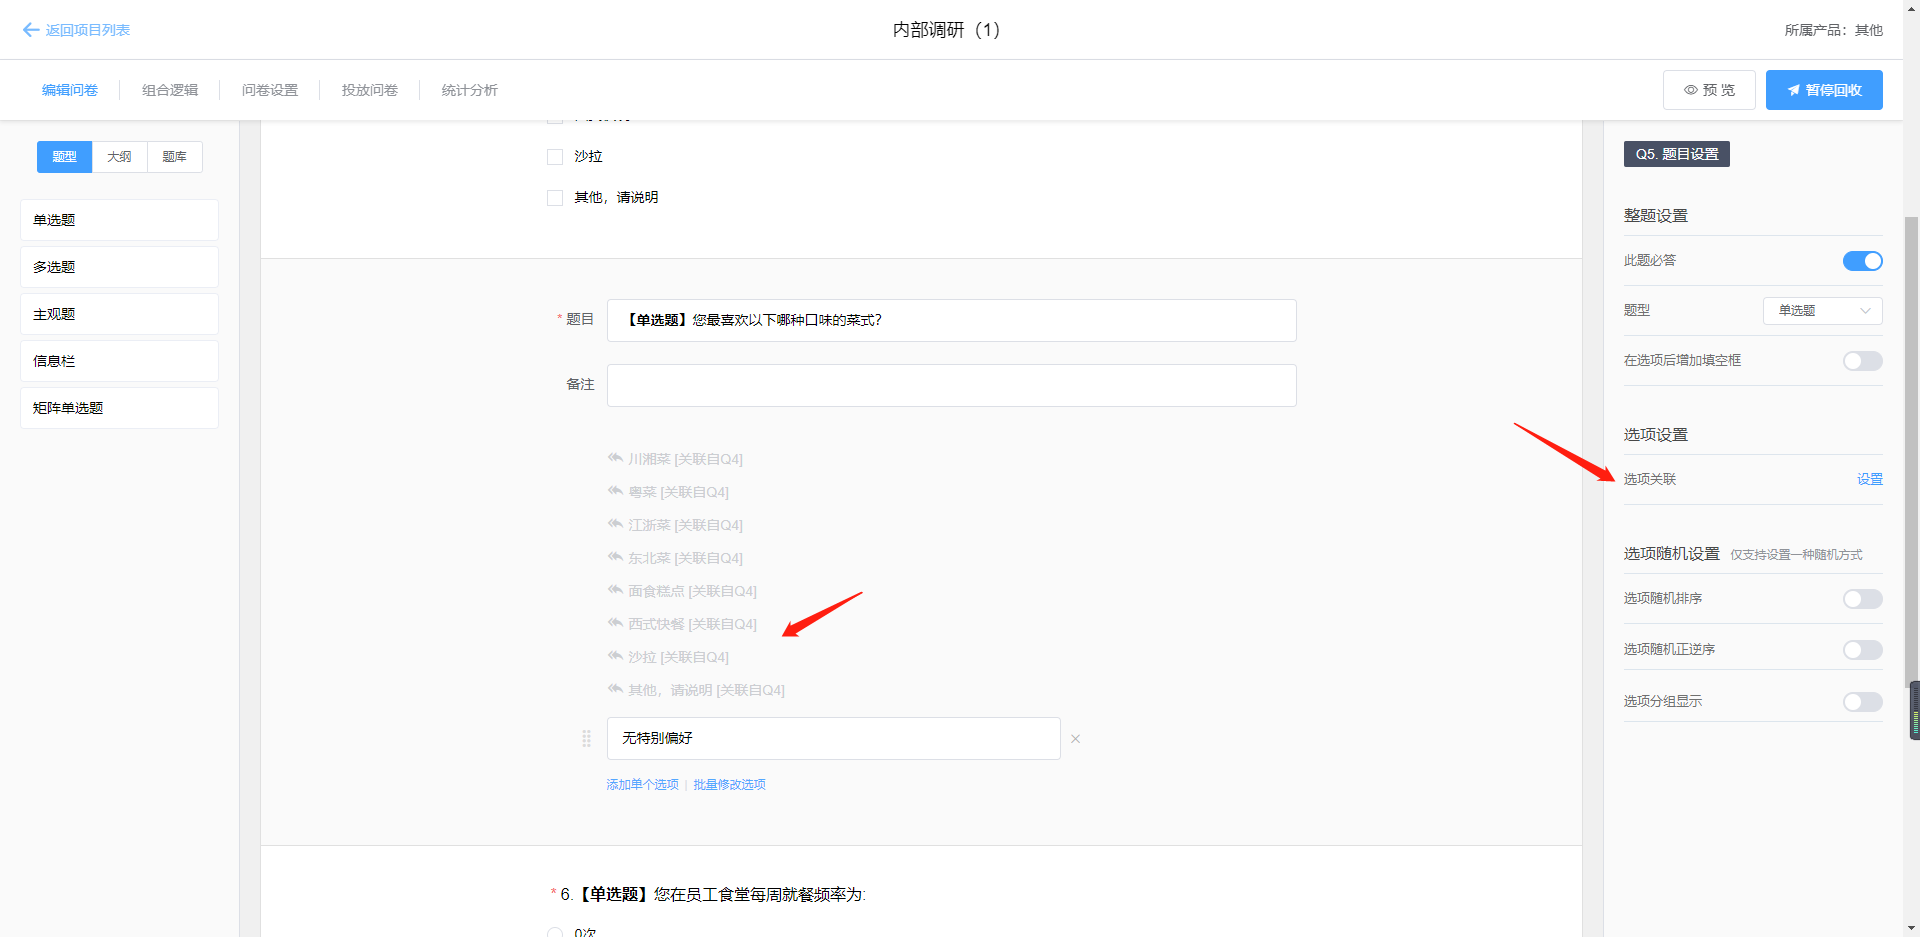 返回项目列表
内部调研（1）
所属产品：其他
编辑问卷
组合逻辑
问卷设置
投放问卷
统计分析
预 览
暂停回收
题型
大纲
题库
单选题
多选题
主观题
信息栏
矩阵单选题
沙拉
其他，请说明
* 题目
【单选题】您最喜欢以下哪种口味的菜式？
备注
川湘菜 [关联自Q4]
粤菜 [关联自Q4]
江浙菜 [关联自Q4]
东北菜 [关联自Q4]
面食糕点 [关联自Q4]
西式快餐 [关联自Q4]
沙拉 [关联自Q4]
其他，请说明 [关联自Q4]
无特别偏好
添加单个选项 | 批量修改选项
* 6.【单选题】您在员工食堂每周就餐频率为:
0次
Q5. 题目设置
整题设置
此题必答
题型
单选题
在选项后增加填空框
选项设置
选项关联
设置
选项随机设置 仅支持设置一种随机方式
选项随机排序
选项随机正逆序
选项分组显示